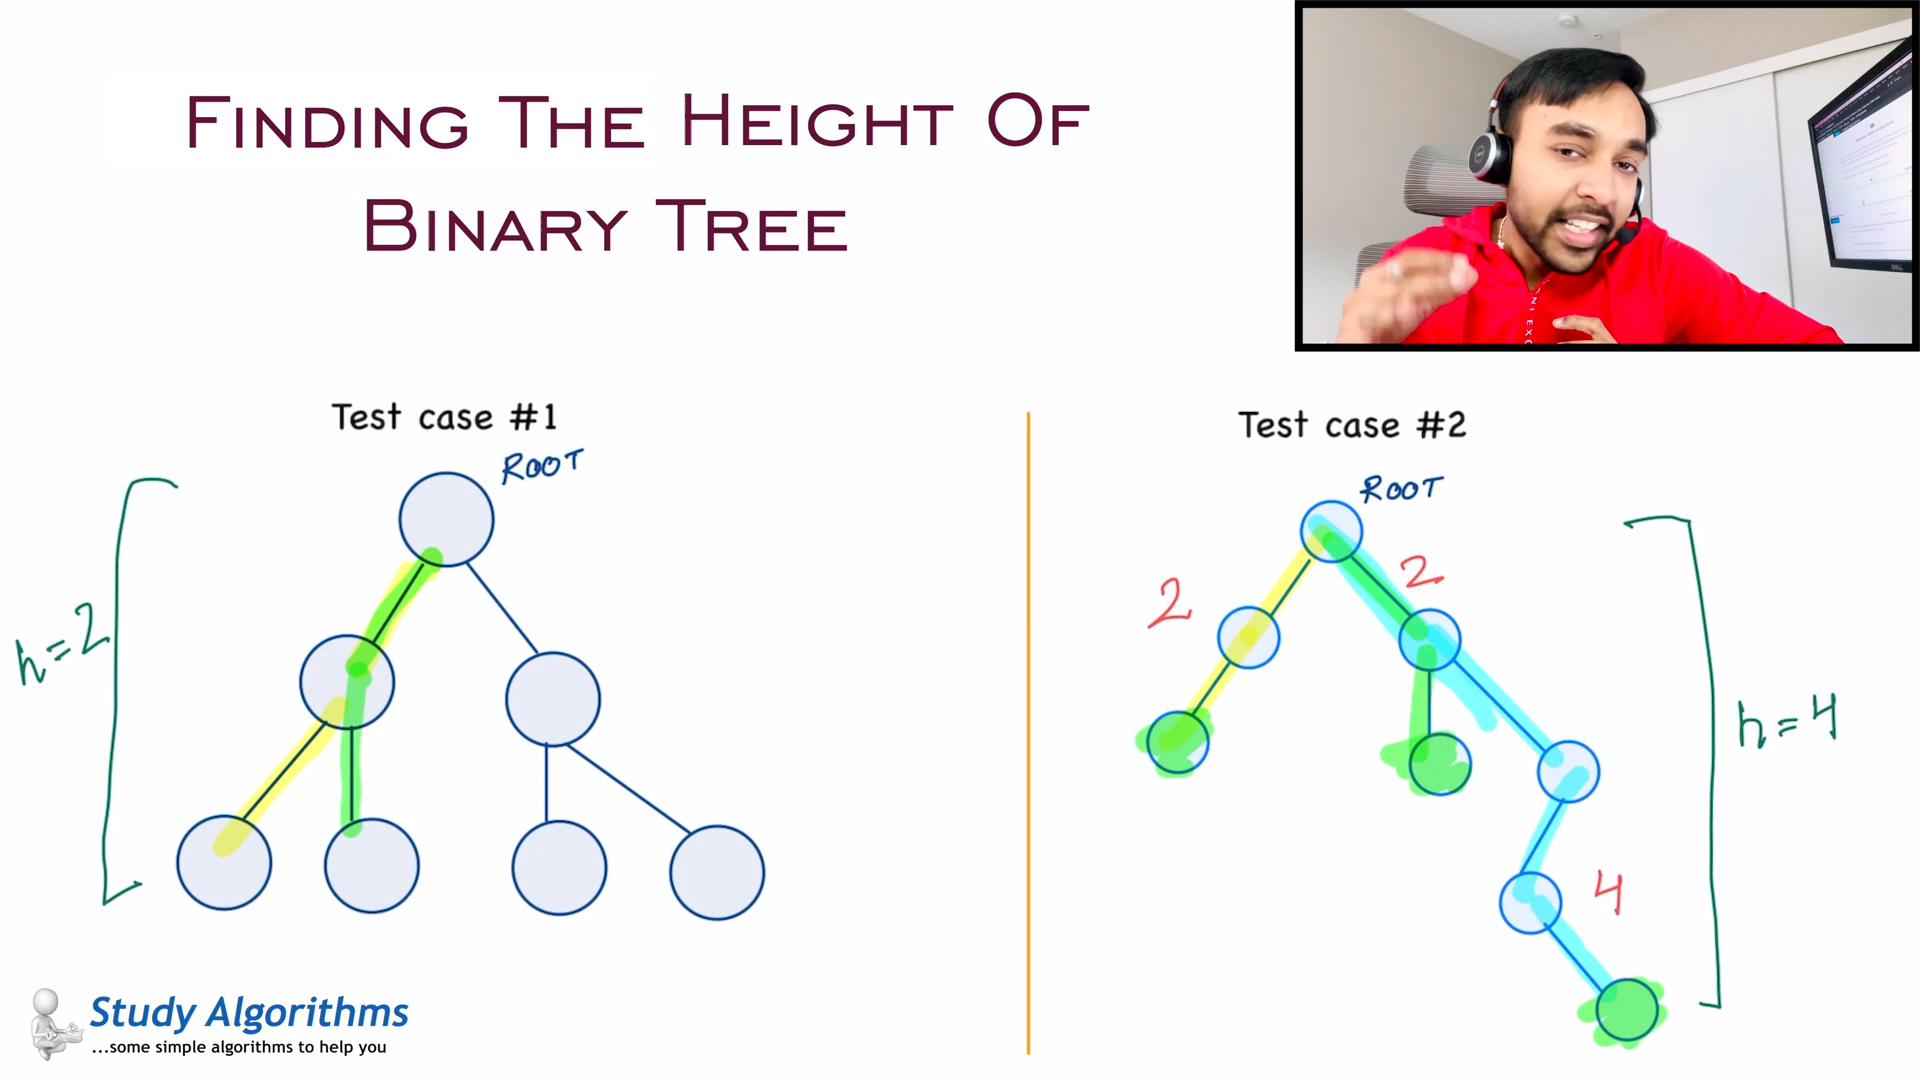 Finding The Height Of
Binary Tree
Test case #1
ROOT
h=2
Test case #2
ROOT
2
2
4
h=4
Study Algorithms
...some simple algorithms to help you